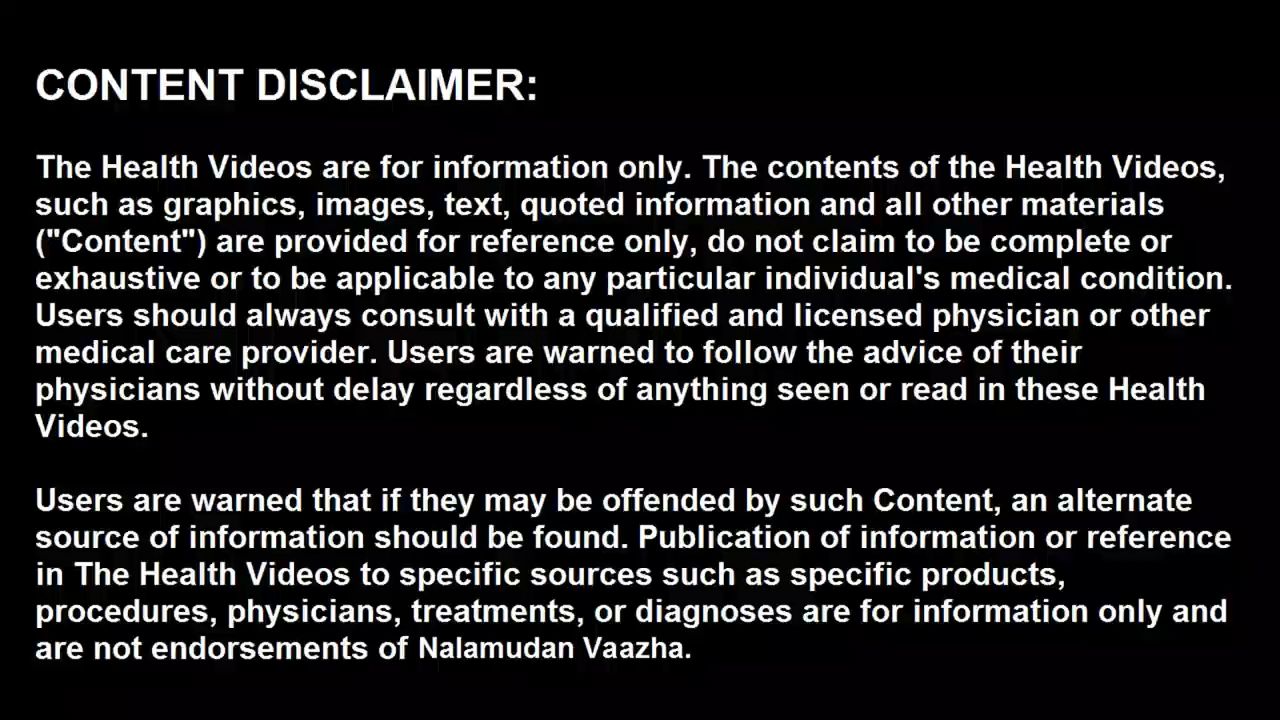 CONTENT DISCLAIMER:
The Health Videos are for information only. The contents of the Health Videos,
such as graphics, images, text, quoted information and all other materials
("Content") are provided for reference only, do not claim to be complete or
exhaustive or to be applicable to any particular individual's medical condition.
Users should always consult with a qualified and licensed physician or other
medical care provider. Users are warned to follow the advice of their
physicians without delay regardless of anything seen or read in these Health
Videos.
Users are warned that if they may be offended by such Content, an alternate
source of information should be found. Publication of information or reference
in The Health Videos to specific sources such as specific products,
procedures, physicians, treatments, or diagnoses are for information only and
are not endorsements of Nalamudan Vaazha.